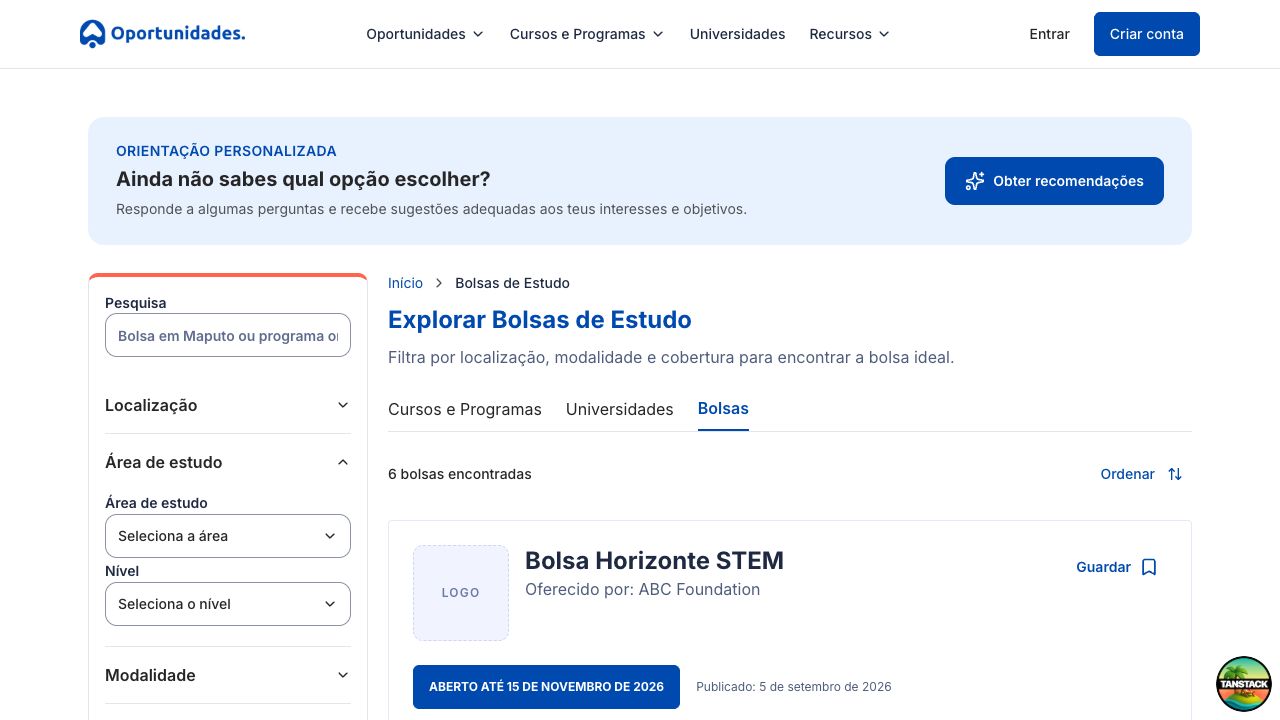 Oportunidades.
Oportunidades
Cursos e Programas
Universidades
Recursos
Entrar
Criar conta
ORIENTAÇÃO PERSONALIZADA
Ainda não sabes qual opção escolher?
Responde a algumas perguntas e recebe sugestões adequadas aos teus interesses e objetivos.
Obter recomendações
Pesquisa
Bolsa em Maputo ou programa
Localização
Área de estudo
Área de estudo
Seleciona a área
Nível
Seleciona o nível
Modalidade
Início
Bolsas de Estudo
Explorar Bolsas de Estudo
Filtra por localização, modalidade e cobertura para encontrar a bolsa ideal.
Cursos e Programas
Universidades
Bolsas
6 bolsas encontradas
Ordenar
LOGO
Bolsa Horizonte STEM
Oferecido por: ABC Foundation
Guardar
ABERTO ATÉ 15 DE NOVEMBRO DE 2026
Publicado: 5 de setembro de 2026
TANSTACK